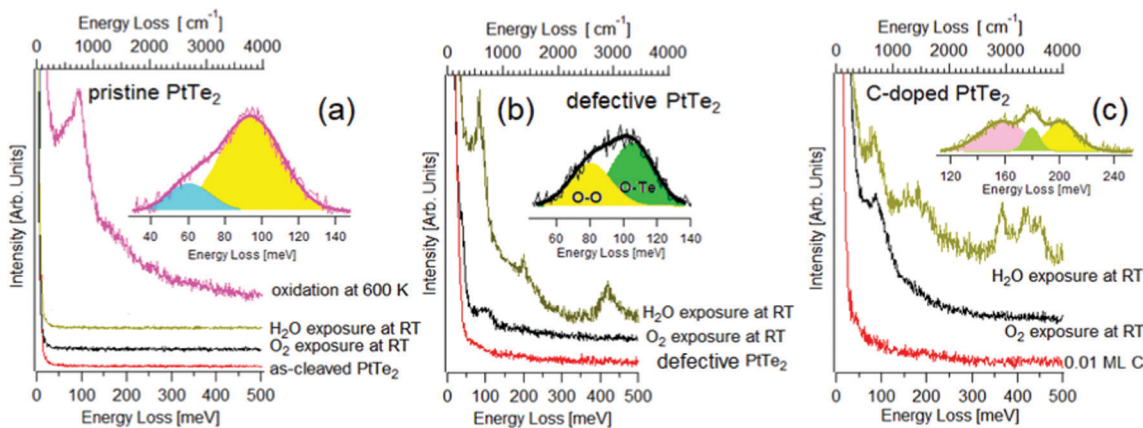 Energy Loss [ cm⁻¹ ]
0 1000 2000 3000 4000
pristine PtTe₂
(a)
Intensity [Arb. Units]
40 60 80 100 120 140
Energy Loss [meV]
oxidation at 600 K
H₂O exposure at RT
O₂ exposure at RT
as-cleaved PtTe₂
0 100 200 300 400 500
Energy Loss [meV]
Energy Loss [ cm⁻¹ ]
0 1000 2000 3000 4000
(b)
defective PtTe₂
Intensity [Arb. Units]
O-O
O-Te
60 80 100 120 140
Energy Loss [meV]
H₂O exposure at RT
O₂ exposure at RT
defective PtTe₂
0 100 200 300 400 500
Energy Loss [meV]
Energy Loss [ cm⁻¹ ]
0 1000 2000 3000 4000
C-doped PtTe₂
(c)
Intensity [Arb. Units]
120 160 200 240
Energy Loss [meV]
H₂O exposure at RT
O₂ exposure at RT
0.01 ML C
0 100 200 300 400 500
Energy Loss [meV]